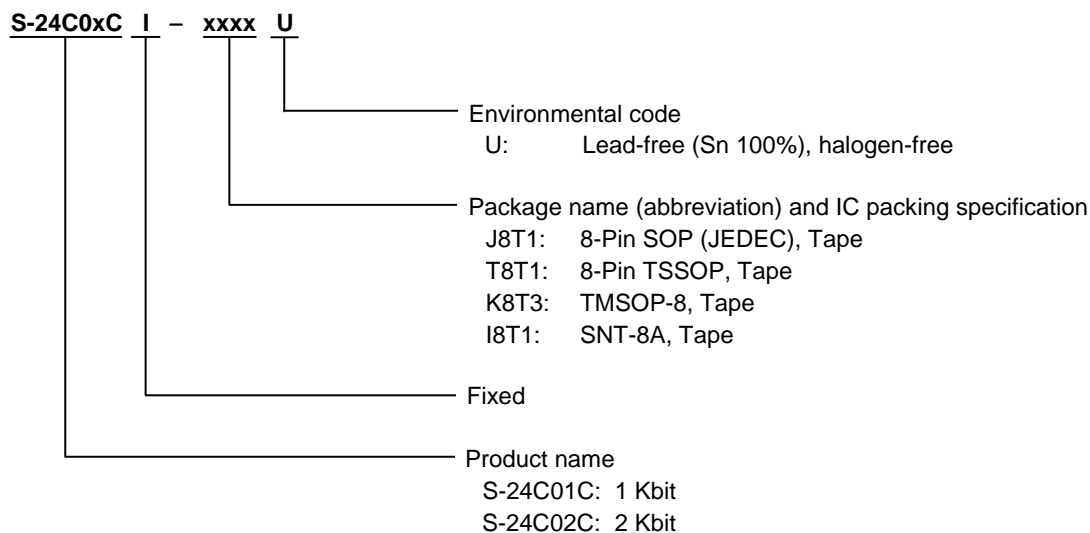 S-24C0xC I – xxxx U
Environmental code
U: Lead-free (Sn 100%), halogen-free
Package name (abbreviation) and IC packing specification
J8T1: 8-Pin SOP (JEDEC), Tape
T8T1: 8-Pin TSSOP, Tape
K8T3: TMSOP-8, Tape
I8T1: SNT-8A, Tape
Fixed
Product name
S-24C01C: 1 Kbit
S-24C02C: 2 Kbit